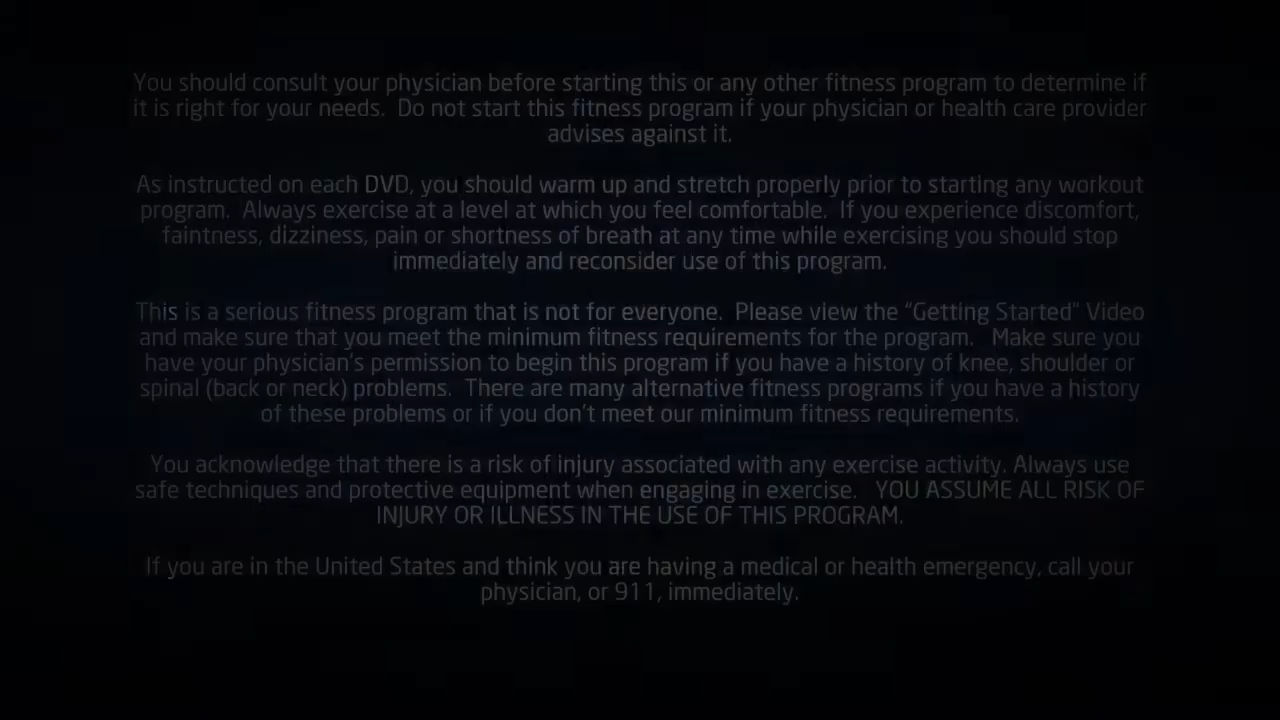 You should consult your physician before starting this or any other fitness program to determine if
it is right for your needs.  Do not start this fitness program if your physician or health care provider
advises against it.
As instructed on each DVD, you should warm up and stretch properly prior to starting any workout
program.  Always exercise at a level at which you feel comfortable.  If you experience discomfort,
faintness, dizziness, pain or shortness of breath at any time while exercising you should stop
immediately and reconsider use of this program.
This is a serious fitness program that is not for everyone.  Please view the “Getting Started” Video
and make sure that you meet the minimum fitness requirements for the program.   Make sure you
have your physician's permission to begin this program if you have a history of knee, shoulder or
spinal (back or neck) problems.  There are many alternative fitness programs if you have a history
of these problems or if you don't meet our minimum fitness requirements.
You acknowledge that there is a risk of injury associated with any exercise activity. Always use
safe techniques and protective equipment when engaging in exercise.   YOU ASSUME ALL RISK OF
INJURY OR ILLNESS IN THE USE OF THIS PROGRAM.
If you are in the United States and think you are having a medical or health emergency, call your
physician, or 911, immediately.